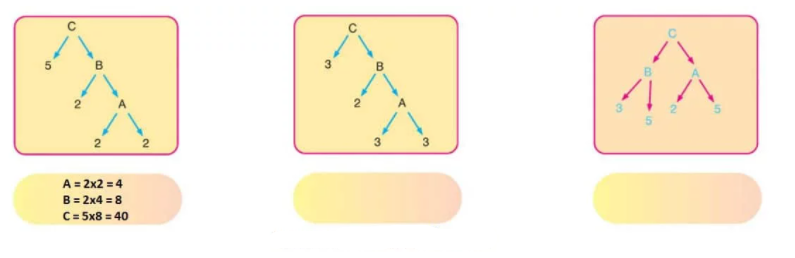 C
5 B
2 A
2 2
A = 2x2 = 4
B = 2x4 = 8
C = 5x8 = 40
C
3 B
2 A
3 3
C
B A
3 5 2 5